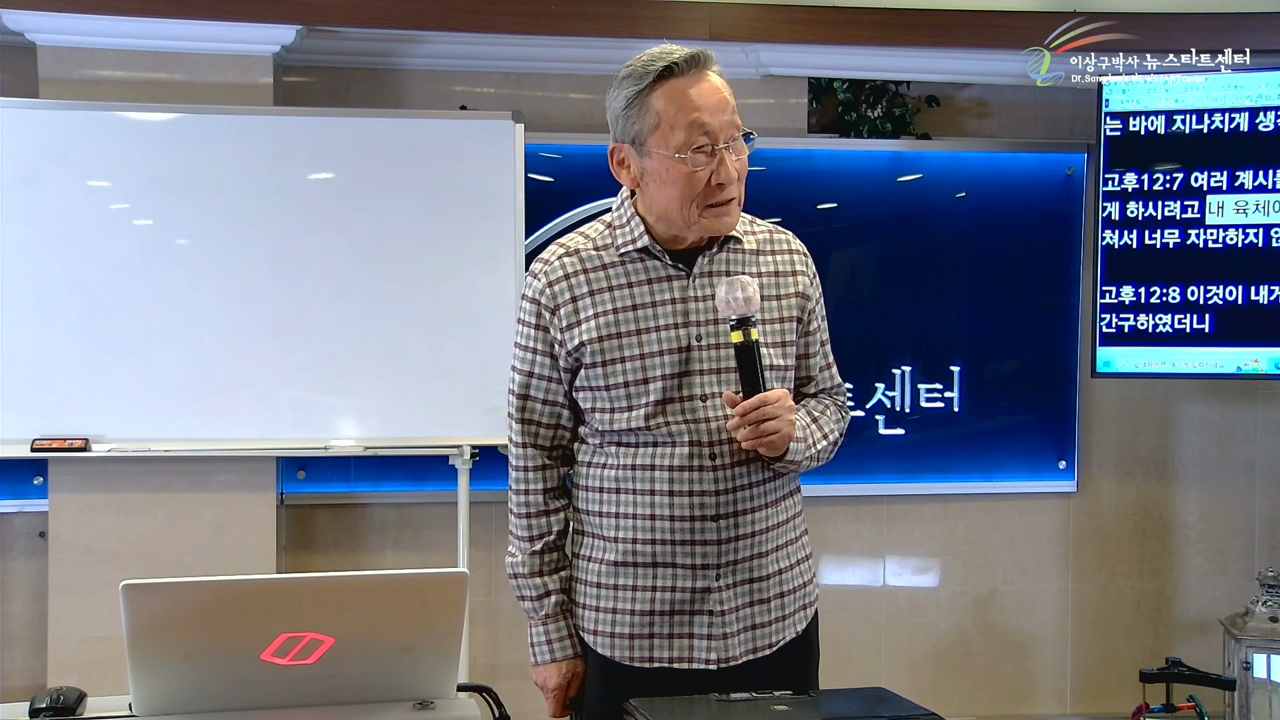 이상구박사 뉴스타트센터
는 바에 지나치게 생
고후12:7 여러 계시를
게 하시려고 내 육체에
쳐서 너무 자만하지 않
고후12:8 이것이 내게
간구하였더니
트센터